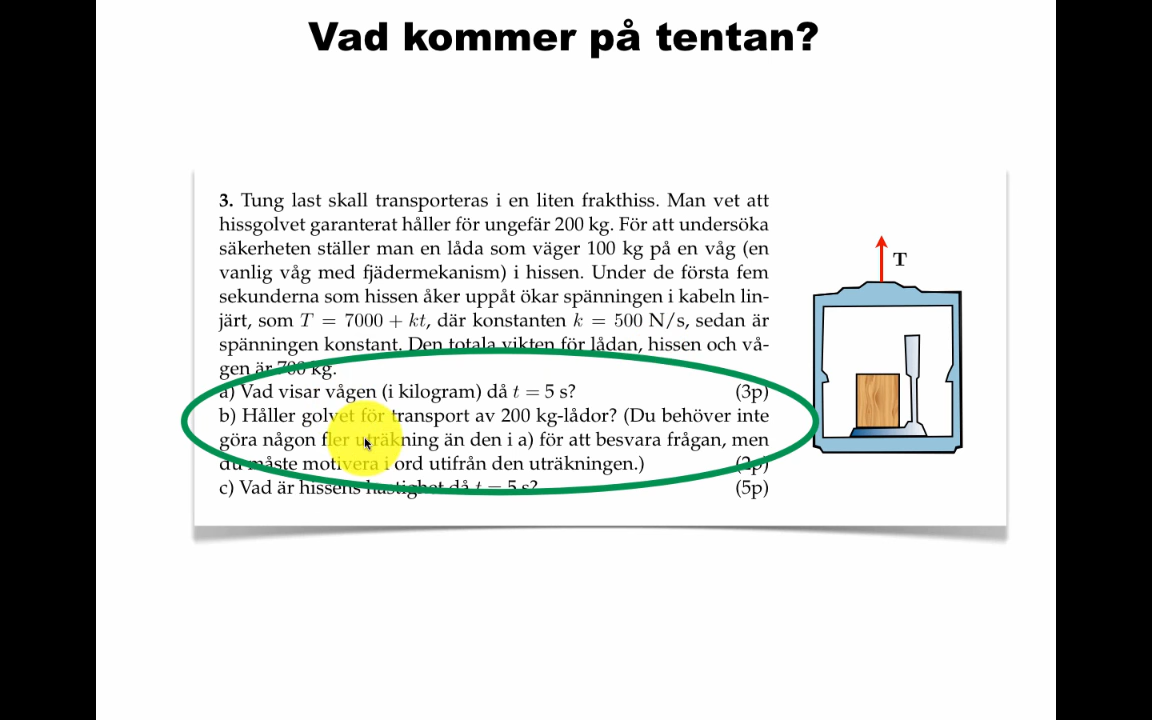 Vad kommer på tentan?
3. Tung last skall transporteras i en liten frakthiss. Man vet att
hissgolvet garanterat håller för ungefär 200 kg. För att undersöka
säkerheten ställer man en låda som väger 100 kg på en våg (en
vanlig våg med fjädermekanism) i hissen. Under de första fem
sekunderna som hissen åker uppåt ökar spänningen i kabeln lin-
järt, som T = 7000 + kt, där konstanten k = 500 N/s, sedan är
spänningen konstant. Den totala vikten för lådan, hissen och vå-
gen är 700 kg.
a) Vad visar vågen (i kilogram) då t = 5 s? (3p)
b) Håller golvet för transport av 200 kg-lådor? (Du behöver inte
göra någon fler uträkning än den i a) för att besvara frågan, men
du måste motivera i ord utifrån den uträkningen.) (2p)
c) Vad är hissens hastighet då t = 5 s? (5p)
T